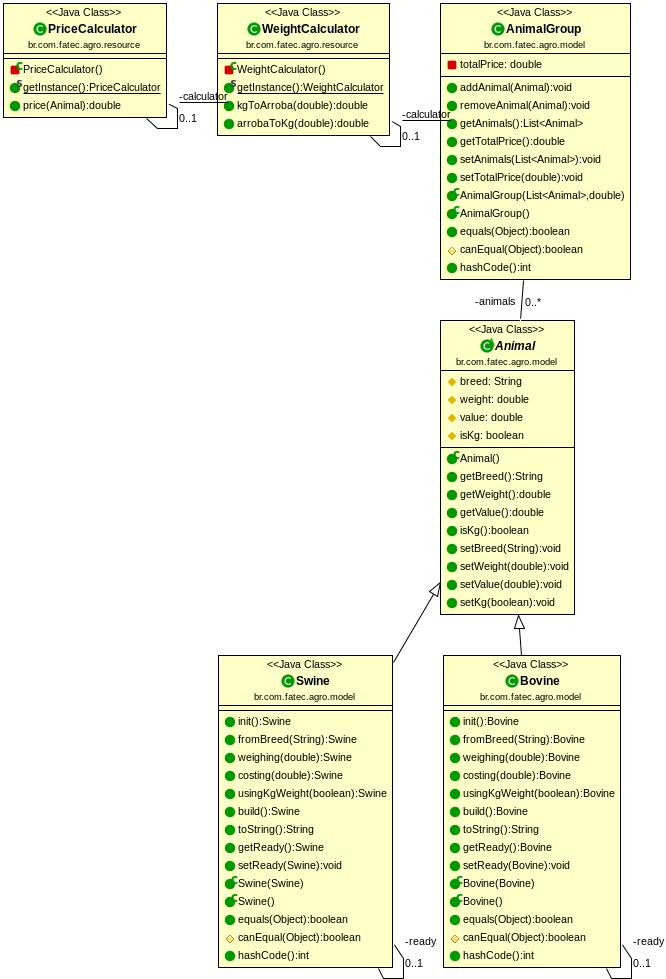 <<Java Class>>
PriceCalculator
br.com.fatec.agro.resource
PriceCalculator()
getInstance():PriceCalculator
price(Animal):double
-calculator
0..1
<<Java Class>>
WeightCalculator
br.com.fatec.agro.resource
WeightCalculator()
getInstance():WeightCalculator
kgToArroba(double):double
arrobaToKg(double):double
-calculator
0..1
<<Java Class>>
AnimalGroup
br.com.fatec.agro.model
totalPrice: double
addAnimal(Animal):void
removeAnimal(Animal):void
getAnimals():List<Animal>
getTotalPrice():double
setAnimals(List<Animal>):void
setTotalPrice(double):void
AnimalGroup(List<Animal>,double)
AnimalGroup()
equals(Object):boolean
canEqual(Object):boolean
hashCode():int
-animals 0..*
<<Java Class>>
Animal
br.com.fatec.agro.model
breed: String
weight: double
value: double
isKg: boolean
Animal()
getBreed():String
getWeight():double
getValue():double
isKg():boolean
setBreed(String):void
setWeight(double):void
setValue(double):void
setKg(boolean):void
<<Java Class>>
Swine
br.com.fatec.agro.model
init():Swine
fromBreed(String):Swine
weighing(double):Swine
costing(double):Swine
usingKgWeight(boolean):Swine
build():Swine
toString():String
getReady():Swine
setReady(Swine):void
Swine(Swine)
Swine()
equals(Object):boolean
canEqual(Object):boolean
hashCode():int
-ready
0..1
<<Java Class>>
Bovine
br.com.fatec.agro.model
init():Bovine
fromBreed(String):Bovine
weighing(double):Bovine
costing(double):Bovine
usingKgWeight(boolean):Bovine
build():Bovine
toString():String
getReady():Bovine
setReady(Bovine):void
Bovine(Bovine)
Bovine()
equals(Object):boolean
canEqual(Object):boolean
hashCode():int
-ready
0..1